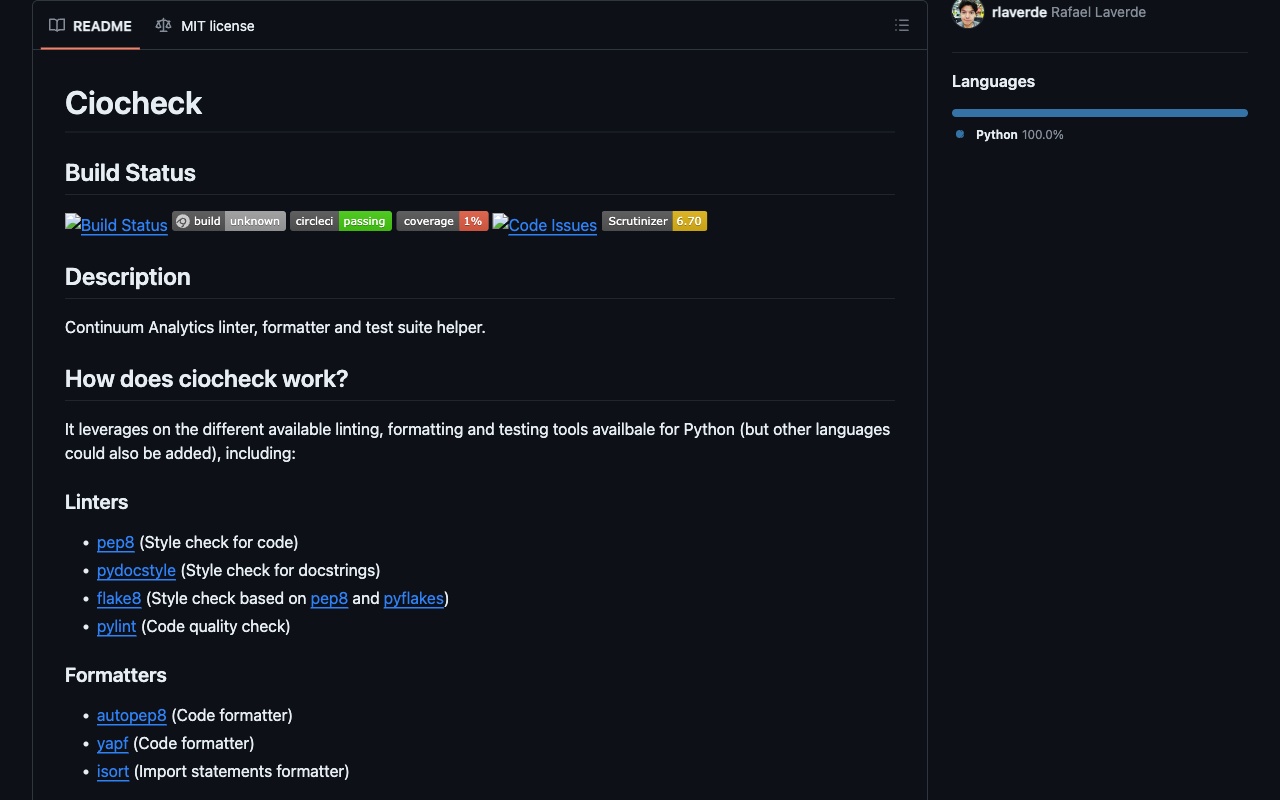 README MIT license
rlaverde Rafael Laverde
Languages
Python 100.0%
Ciocheck
Build Status
Build Status build unknown circleci passing coverage 1% Code Issues Scrutinizer 6.70
Description
Continuum Analytics linter, formatter and test suite helper.
How does ciocheck work?
It leverages on the different available linting, formatting and testing tools availbale for Python (but other languages
could also be added), including:
Linters
• pep8 (Style check for code)
• pydocstyle (Style check for docstrings)
• flake8 (Style check based on pep8 and pyflakes)
• pylint (Code quality check)
Formatters
• autopep8 (Code formatter)
• yapf (Code formatter)
• isort (Import statements formatter)